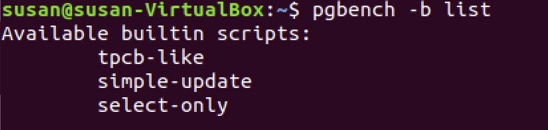 susan@susan-VirtualBox:~$ pgbench -b list
Available builtin scripts:
tpcb-like
simple-update
select-only